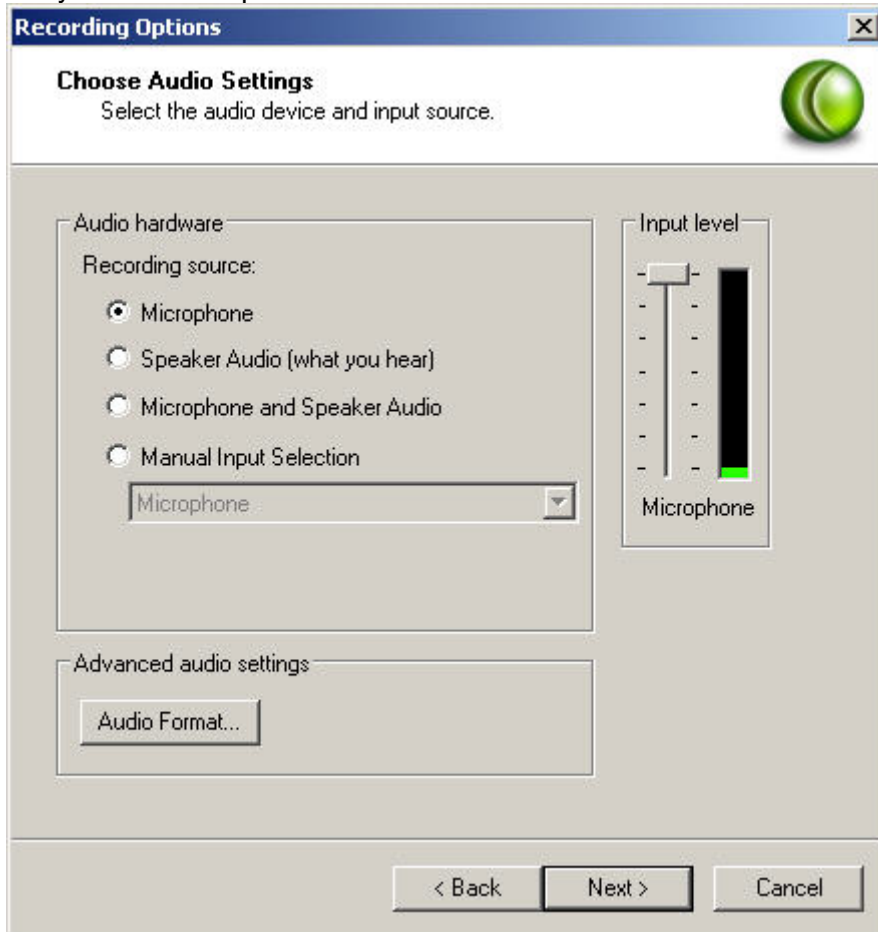 Recording Options
Choose Audio Settings
Select the audio device and input source.
Audio hardware
Recording source:
Microphone
Speaker Audio (what you hear)
Microphone and Speaker Audio
Manual Input Selection
Microphone
Input level
Microphone
Advanced audio settings
Audio Format...
< Back
Next >
Cancel